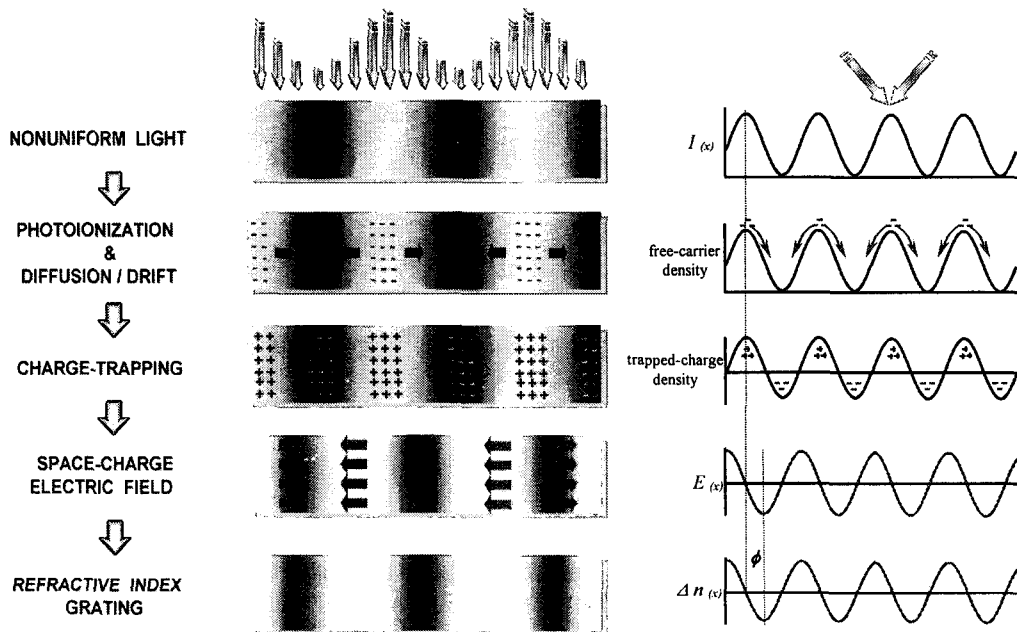 NONUNIFORM LIGHT
I (x)
PHOTOIONIZATION
&
DIFFUSION / DRIFT
free-carrier
density
CHARGE-TRAPPING
trapped-charge
density
SPACE-CHARGE
ELECTRIC FIELD
E (x)
REFRACTIVE INDEX
GRATING
ϕ
Δ n (x)